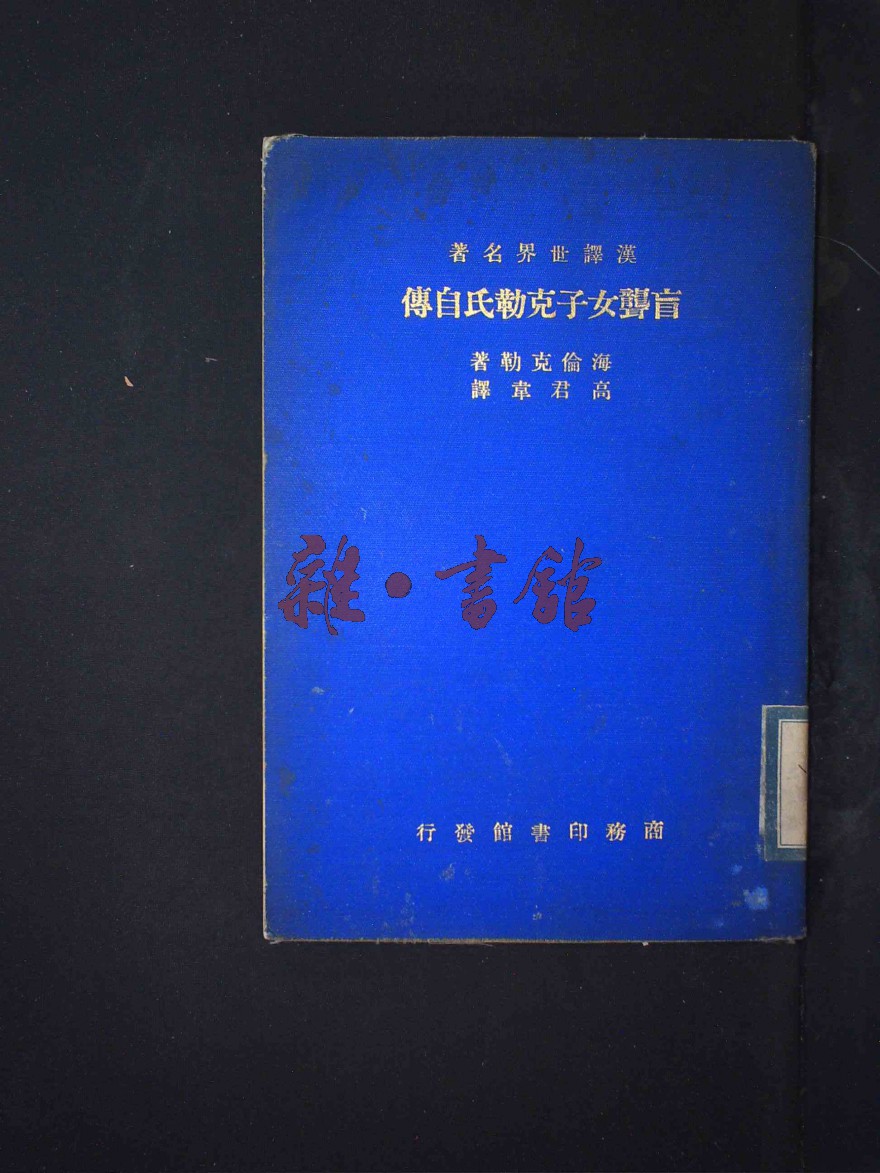 漢譯世界名著
盲聾女子克勒氏自傳
海倫克勒著
高君韋譯
雜·書館
商務印書館發行